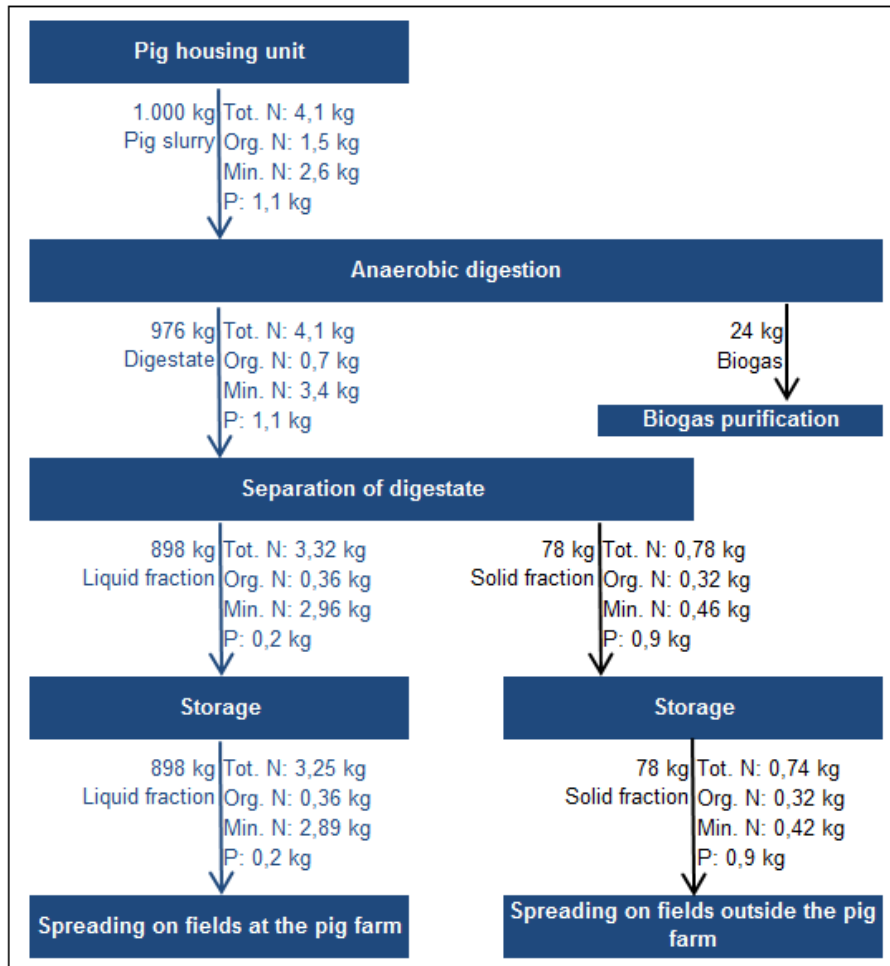 Pig housing unit
1.000 kg Tot. N: 4,1 kg
Pig slurry Org. N: 1,5 kg
Min. N: 2,6 kg
P: 1,1 kg
Anaerobic digestion
976 kg Tot. N: 4,1 kg
Digestate Org. N: 0,7 kg
Min. N: 3,4 kg
P: 1,1 kg
24 kg
Biogas
Biogas purification
Separation of digestate
898 kg Tot. N: 3,32 kg
Liquid fraction Org. N: 0,36 kg
Min. N: 2,96 kg
P: 0,2 kg
78 kg Tot. N: 0,78 kg
Solid fraction Org. N: 0,32 kg
Min. N: 0,46 kg
P: 0,9 kg
Storage
Storage
898 kg Tot. N: 3,25 kg
Liquid fraction Org. N: 0,36 kg
Min. N: 2,89 kg
P: 0,2 kg
78 kg Tot. N: 0,74 kg
Solid fraction Org. N: 0,32 kg
Min. N: 0,42 kg
P: 0,9 kg
Spreading on fields at the pig farm
Spreading on fields outside the pig
farm